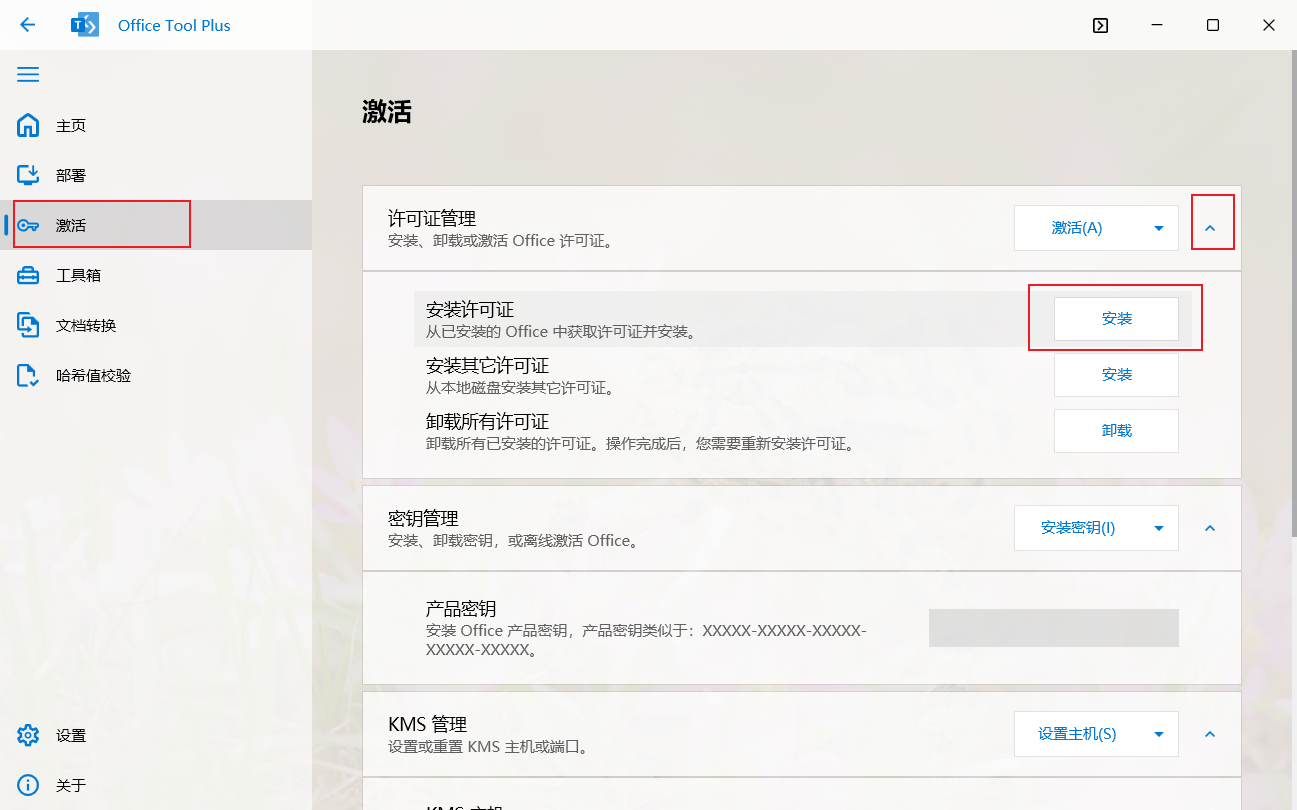 Office Tool Plus
主页
部署
激活
工具箱
文档转换
哈希值校验
设置
关于
激活
许可证管理
安装、卸载或激活 Office 许可证。
激活(A)
安装许可证
从已安装的 Office 中获取许可证并安装。
安装
安装其它许可证
从本地磁盘安装其它许可证。
安装
卸载所有许可证
卸载所有已安装的许可证。操作完成后，您需要重新安装许可证。
卸载
密钥管理
安装、卸载密钥，或离线激活 Office。
安装密钥(I)
产品密钥
安装 Office 产品密钥，产品密钥类似于：XXXXX-XXXXX-XXXXX-
XXXXX-XXXXX。
KMS 管理
设置或重置 KMS 主机或端口。
设置主机(S)
KMS 主机